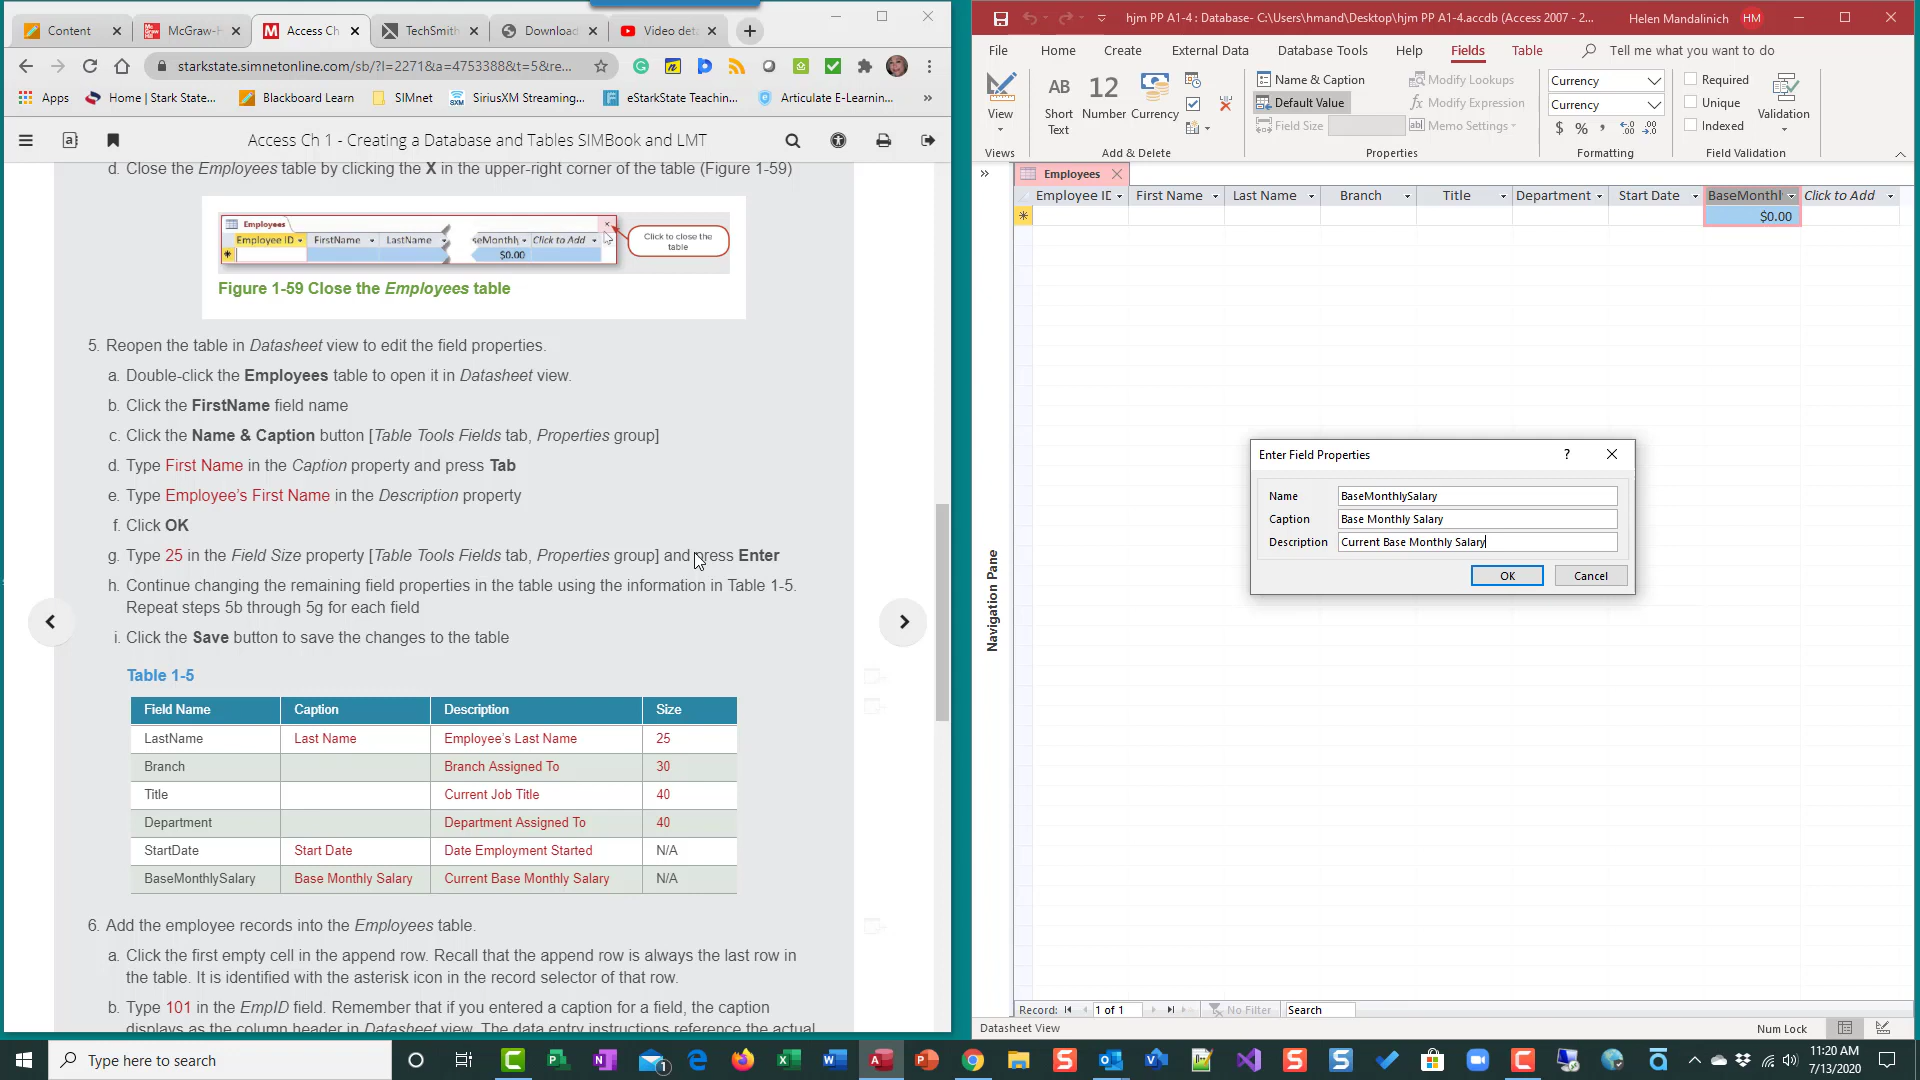 Content
McGraw-H
Access Ch
TechSmith
Download
Video det
starkstate.simnetonline.com/sb/?l=2271&a=4753388&t=5&re...
Apps
Home | Stark State...
Blackboard Learn
SIMnet
SiriusXM Streaming...
eStarkState Teachin...
Articulate E-Learnin...
»
Access Ch 1 - Creating a Database and Tables SIMBook and LMT
d. Close the Employees table by clicking the X in the upper-right corner of the table (Figure 1-59)
Employees
Employee ID FirstName LastName seMonthly Click to Add
$0.00
Click to close the
table
Figure 1-59 Close the Employees table
5. Reopen the table in Datasheet view to edit the field properties.
a. Double-click the Employees table to open it in Datasheet view.
b. Click the FirstName field name
c. Click the Name & Caption button [Table Tools Fields tab, Properties group]
d. Type First Name in the Caption property and press Tab
e. Type Employee's First Name in the Description property
f. Click OK
g. Type 25 in the Field Size property [Table Tools Fields tab, Properties group] and press Enter
h. Continue changing the remaining field properties in the table using the information in Table 1-5.
Repeat steps 5b through 5g for each field
i. Click the Save button to save the changes to the table
Table 1-5
Field Name Caption Description Size
LastName Last Name Employee's Last Name 25
Branch Branch Assigned To 30
Title Current Job Title 40
Department Department Assigned To 40
StartDate Start Date Date Employment Started N/A
BaseMonthlySalary Base Monthly Salary Current Base Monthly Salary N/A
6. Add the employee records into the Employees table.
a. Click the first empty cell in the append row. Recall that the append row is always the last row in
the table. It is identified with the asterisk icon in the record selector of that row.
b. Type 101 in the EmpID field. Remember that if you entered a caption for a field, the caption
displays as the column header in Datasheet view. The data entry instructions reference the actual
hjm PP A1-4 : Database- C:\Users\hmand\Desktop\hjm PP A1-4.accdb (Access 2007 - 2...
Helen Mandalinich
HM
File Home Create External Data Database Tools Help Fields Table Tell me what you want to do
View
Views
AB
Short
Text
12
Number
Currency
Add & Delete
Name & Caption
Default Value
Field Size
Modify Lookups
Modify Expression
Memo Settings
Properties
Currency
Currency
$ % , .00 .00
Formatting
Required
Unique
Indexed
Validation
Field Validation
»
Employees
Employee ID First Name Last Name Branch Title Department Start Date BaseMonthl Click to Add
$0.00
Navigation Pane
Enter Field Properties ?
Name BaseMonthlySalary
Caption Base Monthly Salary
Description Current Base Monthly Salary
OK Cancel
Record: 1 of 1 No Filter Search
Datasheet View
Num Lock
Type here to search
11:20 AM
7/13/2020